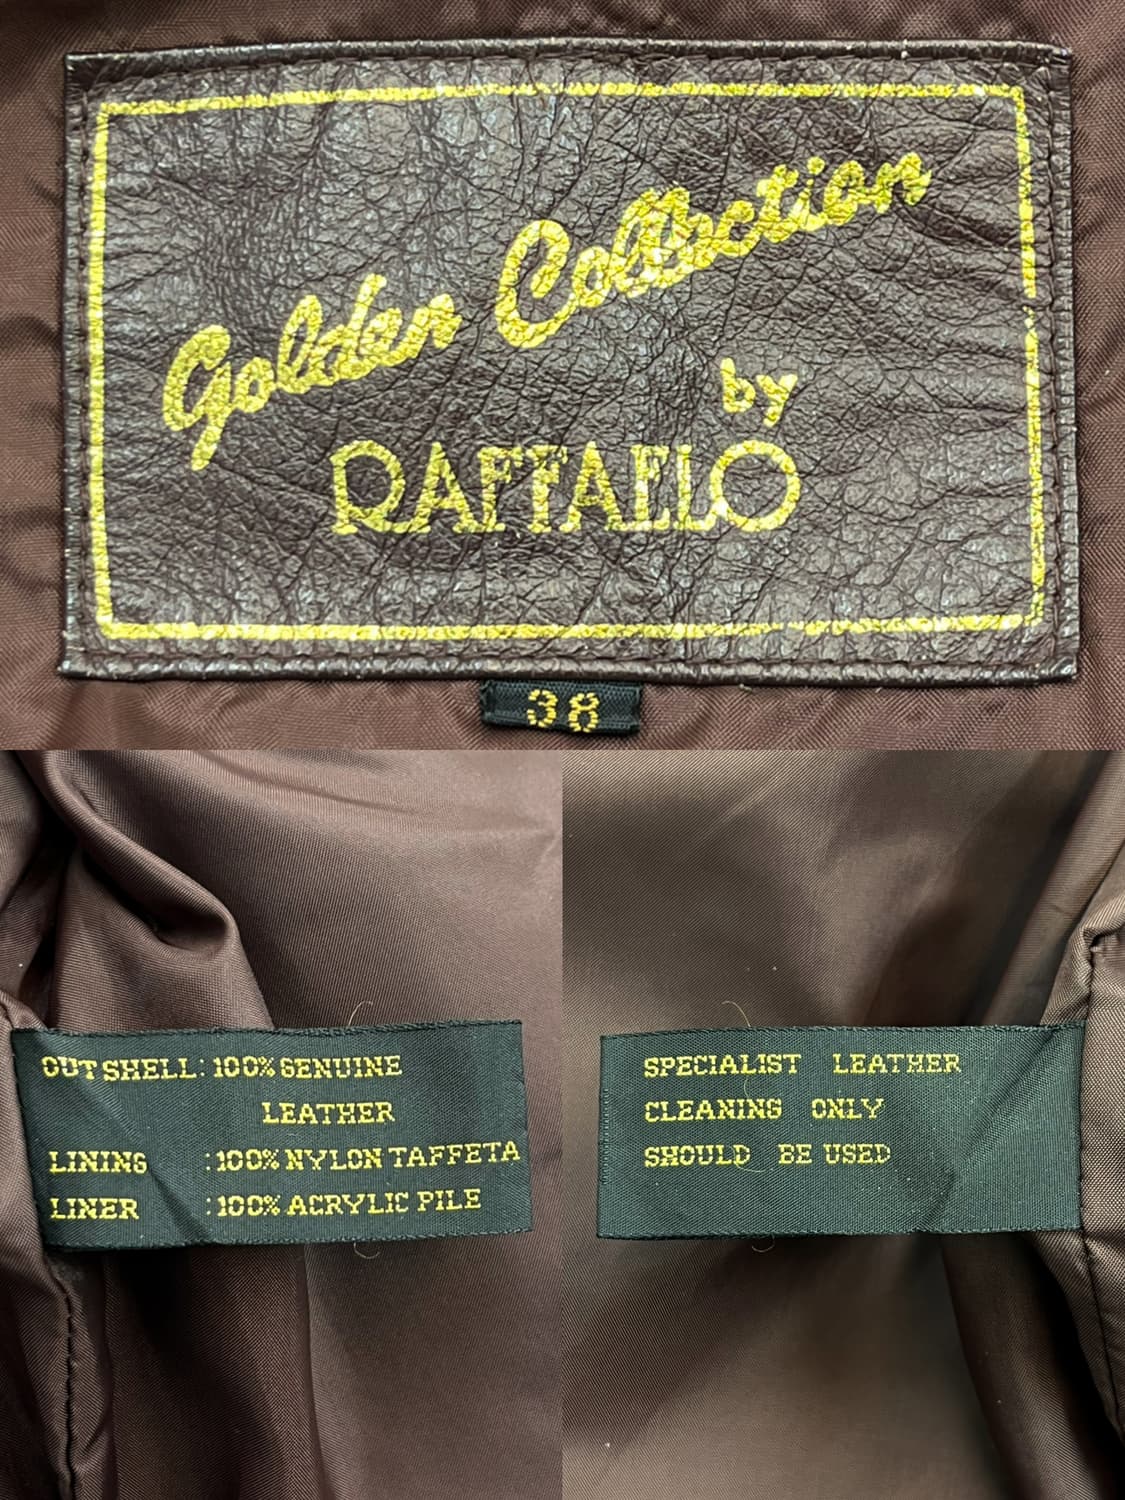 Golden Collection
by
RAFFAELO
38
OUTSHELL: 100% GENUINE
LEATHER
LINING :100% NYLON TAFFETA
LINER :100% ACRYLIC PILE
SPECIALIST LEATHER
CLEANING ONLY
SHOULD BE USED